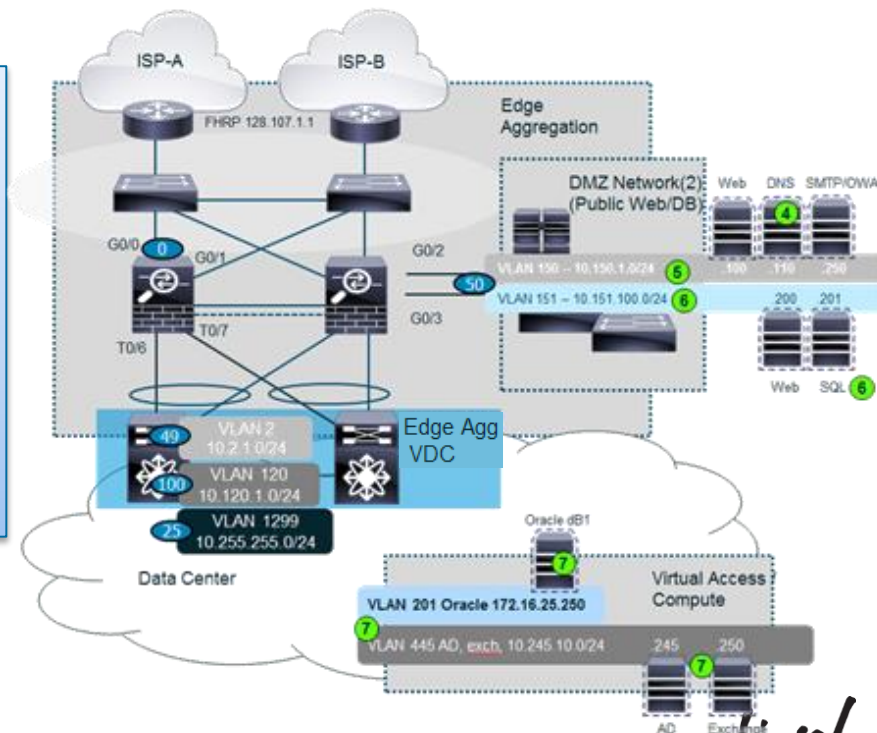 ISP-A
ISP-B
FHRP 128.107.1.1
Edge
Aggregation
DMZ Network(2)
(Public Web/DB)
Web DNS SMTP/OWA
4
G0/0
0
G0/1
G0/2
50
G0/3
VLAN 150 – 10.150.1.0/24 5 .100 .110 .250
VLAN 151 – 10.151.100.0/24 6 .200 .201
Web SQL 6
T0/6
T0/7
49 VLAN 2
10.2.1.0/24
100 VLAN 120
10.120.1.0/24
25 VLAN 1299
10.255.255.0/24
Edge Agg
VDC
Data Center
Oracle dB1
7
Virtual Access
Compute
VLAN 201 Oracle 172.16.25.250
7
VLAN 445 AD, exch, 10.245 10.0/24 .245 .250
7
AD Exchange